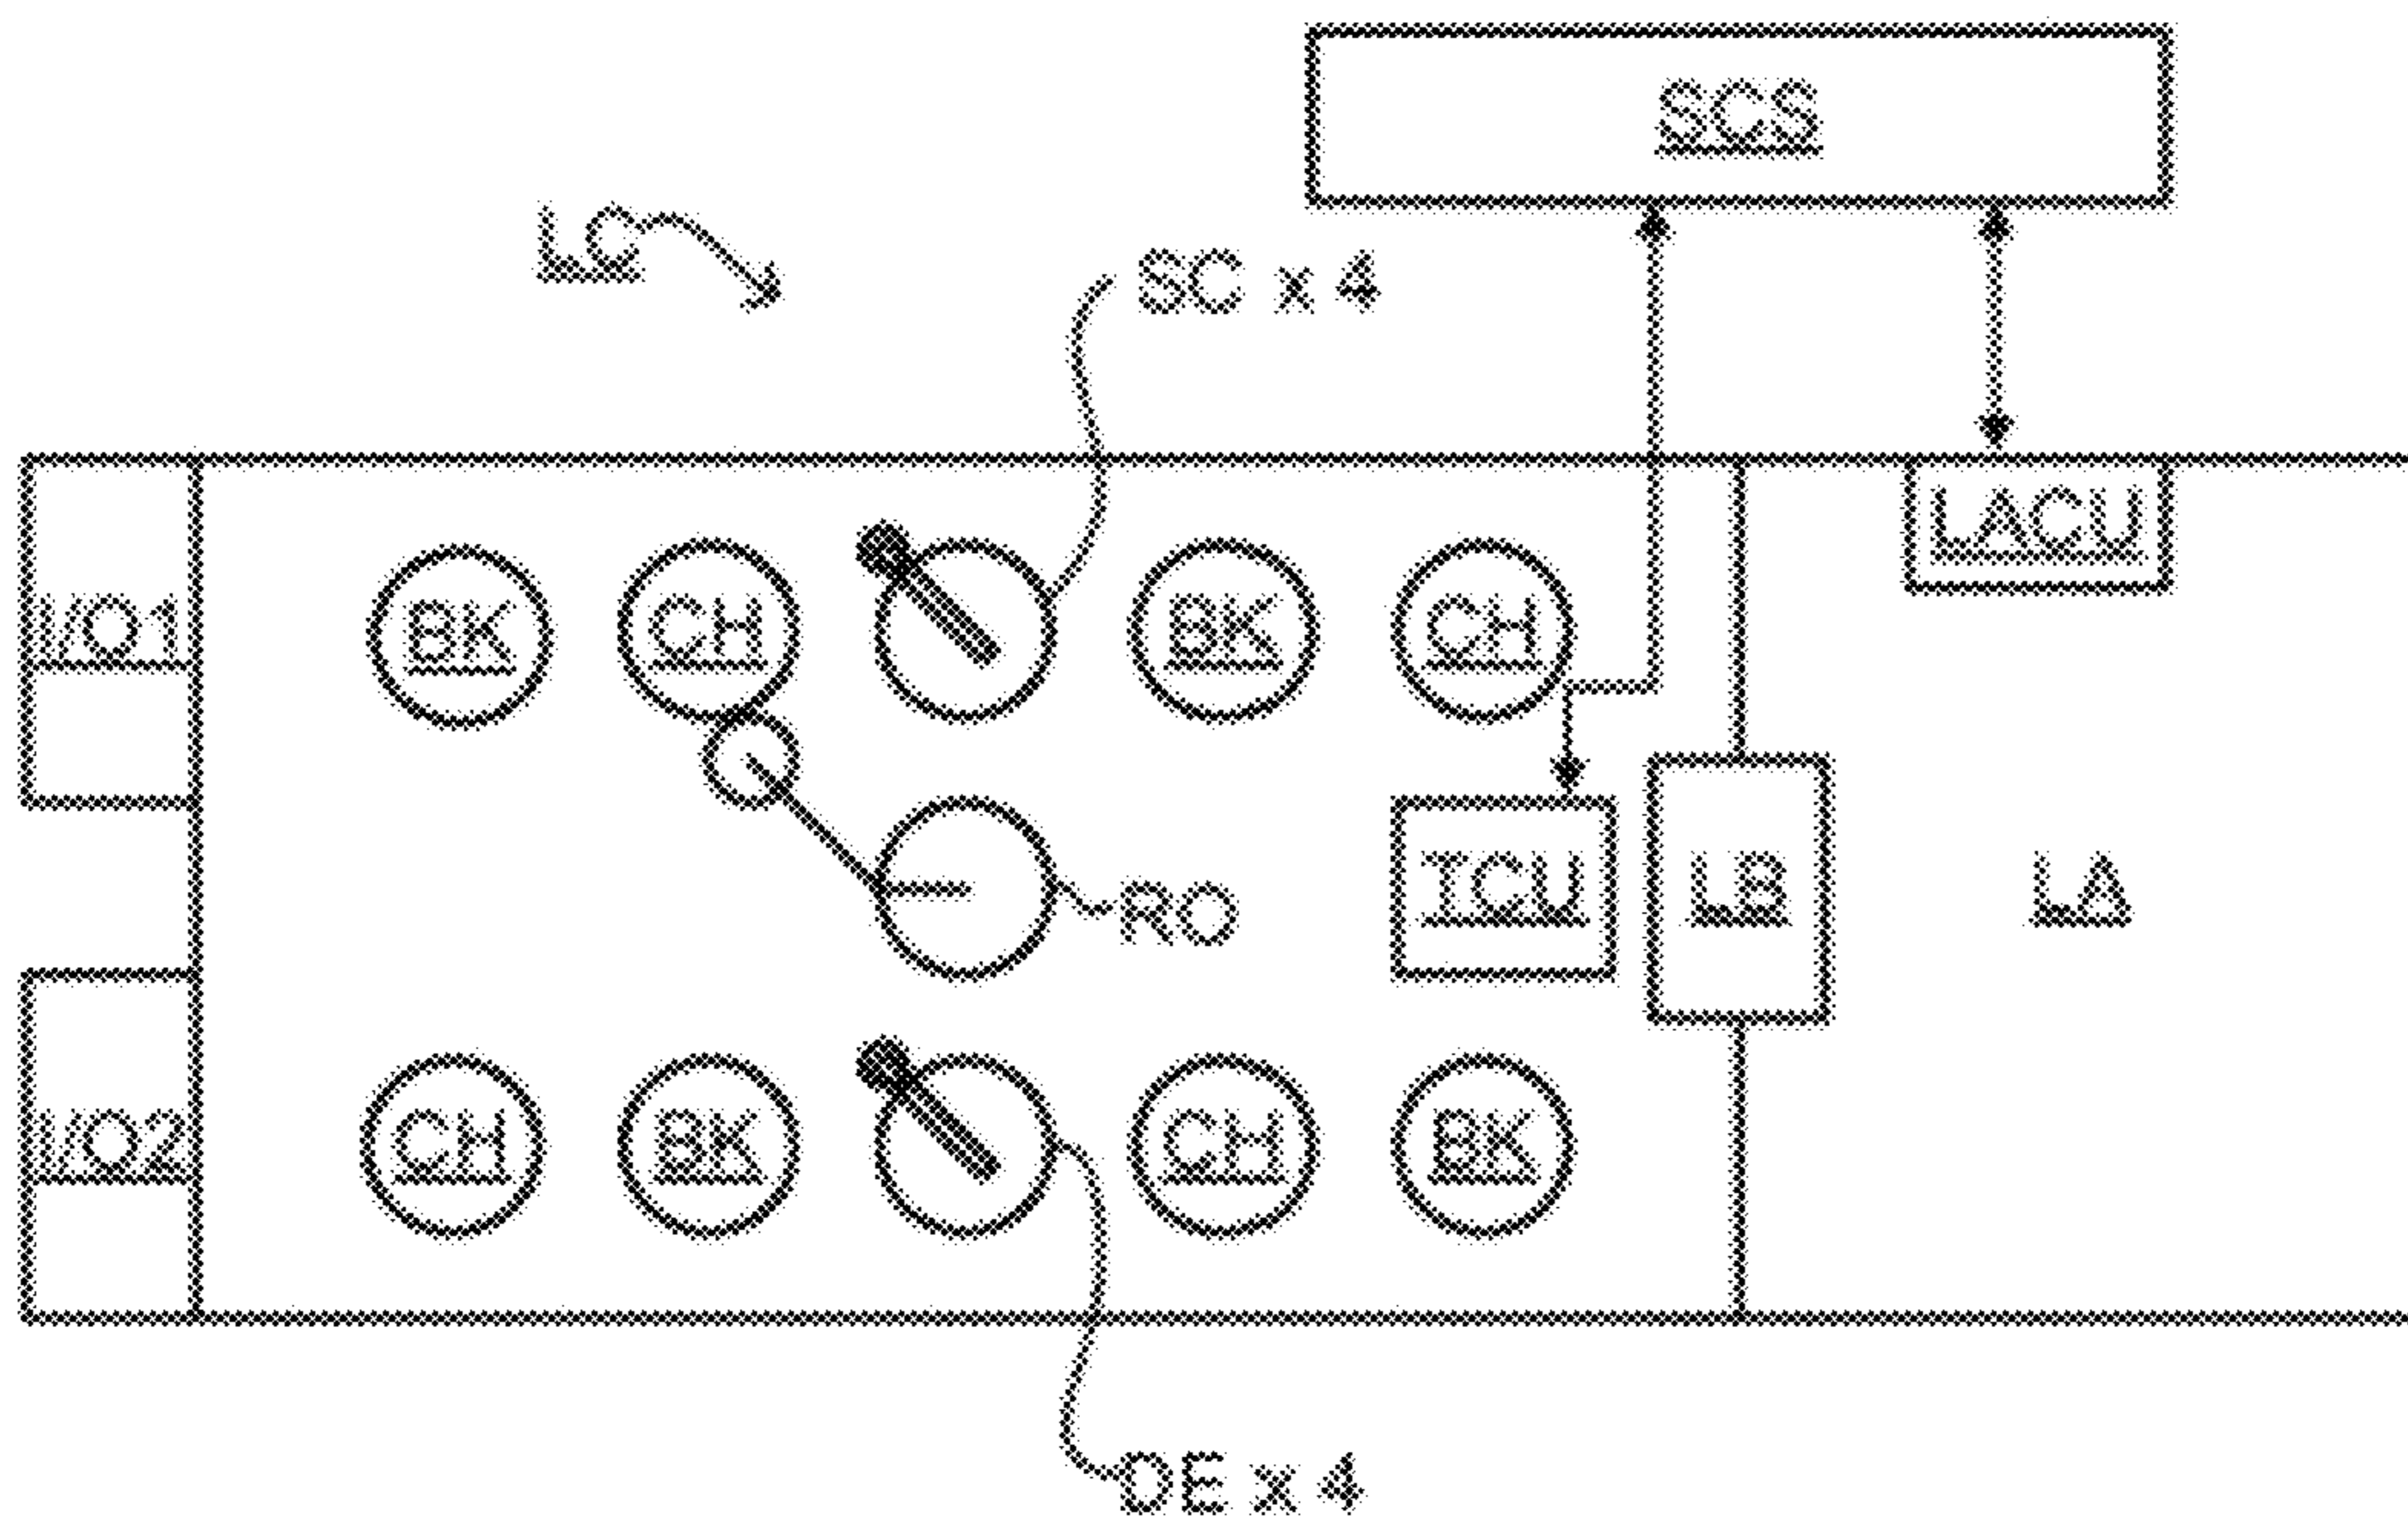 SCS
LC
SC x 4
LACU
I/O1
BK
CH
BK
CH
TCU
LB
LA
RO
I/O2
CH
BK
CH
BK
DE x 4